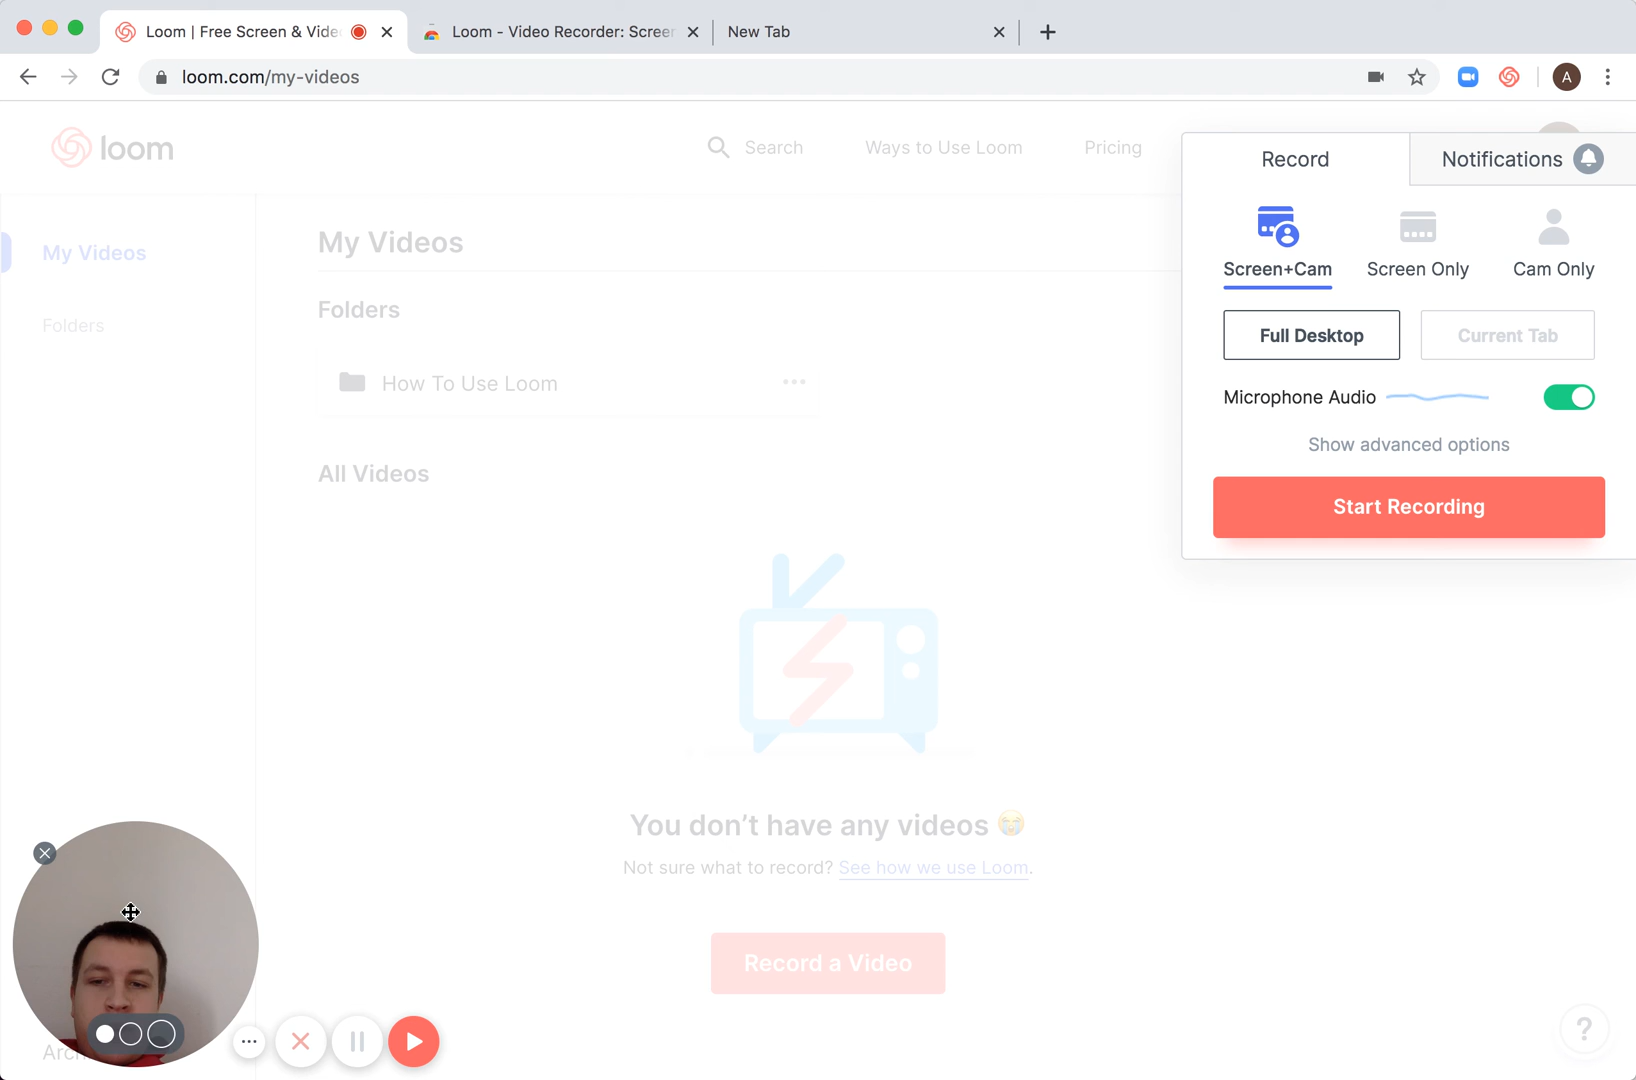 Loom | Free Screen & Vide
Loom - Video Recorder: Screen
New Tab
loom.com/my-videos
A
loom
Search
Ways to Use Loom
Pricing
Record
Notifications
My Videos
Folders
My Videos
Folders
How To Use Loom
All Videos
Screen+Cam
Screen Only
Cam Only
Full Desktop
Current Tab
Microphone Audio
Show advanced options
Start Recording
You don’t have any videos 😭
Not sure what to record? See how we use Loom.
Record a Video
?